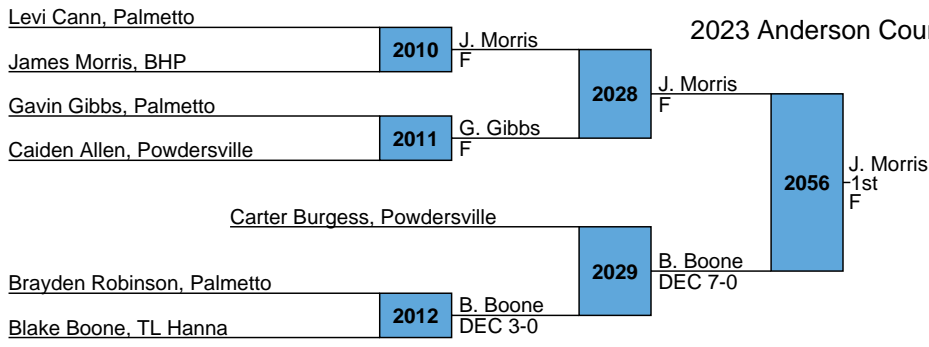 Levi Cann, Palmetto
2023 Anderson Cou
2010
J. Morris
F
James Morris, BHP
2028
J. Morris
F
Gavin Gibbs, Palmetto
2011
G. Gibbs
F
Caiden Allen, Powdersville
2056
J. Morris
1st
F
Carter Burgess, Powdersville
2029
B. Boone
DEC 7-0
Brayden Robinson, Palmetto
2012
B. Boone
DEC 3-0
Blake Boone, TL Hanna